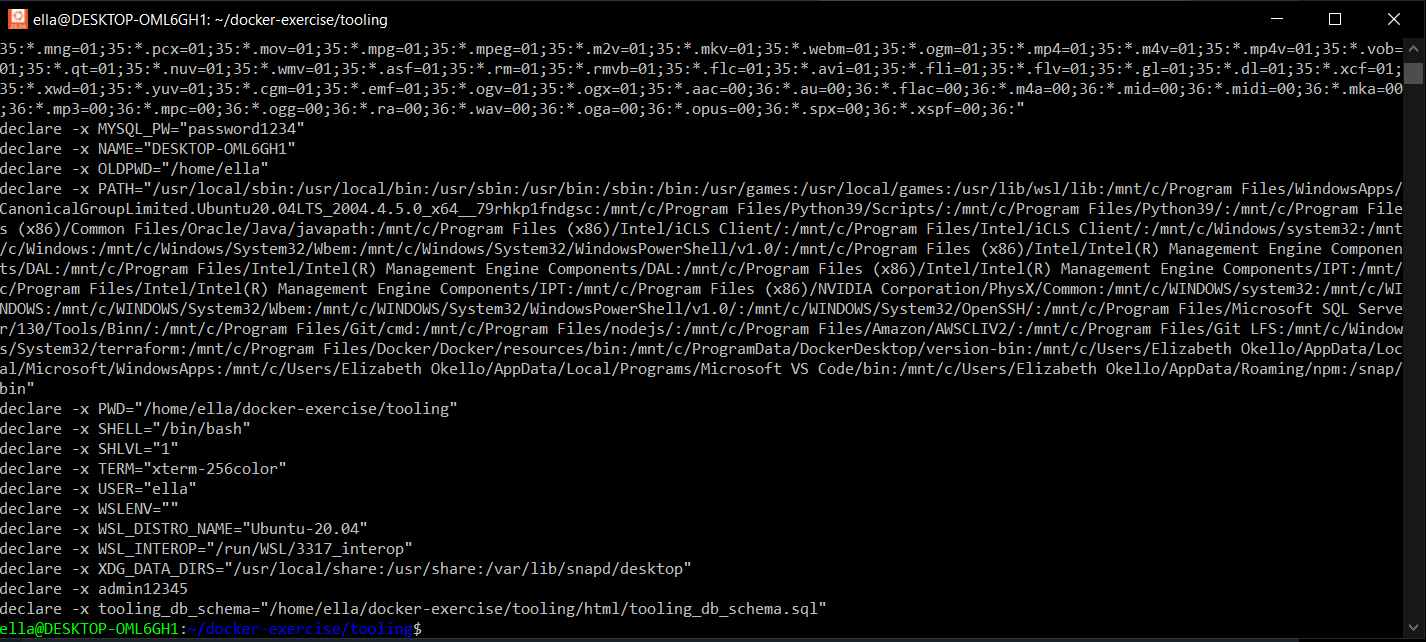 ella@DESKTOP-OML6GH1: ~/docker-exercise/tooling
35:*.mng=01;35:*.pcx=01;35:*.mov=01;35:*.mpg=01;35:*.mpeg=01;35:*.m2v=01;35:*.mkv=01;35:*.webm=01;35:*.ogm=01;35:*.mp4=01;35:*.m4v=01;35:*.mp4v=01;35:*.vob=
01;35:*.qt=01;35:*.nuv=01;35:*.wmv=01;35:*.asf=01;35:*.rm=01;35:*.rmvb=01;35:*.flc=01;35:*.avi=01;35:*.fli=01;35:*.flv=01;35:*.gl=01;35:*.dl=01;35:*.xcf=01;
35:*.xwd=01;35:*.yuv=01;35:*.cgm=01;35:*.emf=01;35:*.ogv=01;35:*.ogx=01;35:*.aac=00;36:*.au=00;36:*.flac=00;36:*.m4a=00;36:*.mid=00;36:*.midi=00;36:*.mka=00
;36:*.mp3=00;36:*.mpc=00;36:*.ogg=00;36:*.ra=00;36:*.wav=00;36:*.oga=00;36:*.opus=00;36:*.spx=00;36:*.xspf=00;36:"
declare -x MYSQL_PW="password1234"
declare -x NAME="DESKTOP-OML6GH1"
declare -x OLDPWD="/home/ella"
declare -x PATH="/usr/local/sbin:/usr/local/bin:/usr/sbin:/usr/bin:/sbin:/bin:/usr/games:/usr/local/games:/usr/lib/wsl/lib:/mnt/c/Program Files/WindowsApps/
CanonicalGroupLimited.Ubuntu20.04LTS_2004.4.5.0_x64__79rhkp1fndgsc:/mnt/c/Program Files/Python39/Scripts/:/mnt/c/Program Files/Python39/:/mnt/c/Program File
s (x86)/Common Files/Oracle/Java/javapath:/mnt/c/Program Files (x86)/Intel/iCLS Client/:/mnt/c/Program Files/Intel/iCLS Client/:/mnt/c/Windows/system32:/mnt
/c/Windows:/mnt/c/Windows/System32/Wbem:/mnt/c/Windows/System32/WindowsPowerShell/v1.0/:/mnt/c/Program Files (x86)/Intel/Intel(R) Management Engine Componen
ts/DAL:/mnt/c/Program Files/Intel/Intel(R) Management Engine Components/DAL:/mnt/c/Program Files (x86)/Intel/Intel(R) Management Engine Components/IPT:/mnt/
c/Program Files/Intel/Intel(R) Management Engine Components/IPT:/mnt/c/Program Files (x86)/NVIDIA Corporation/PhysX/Common:/mnt/c/WINDOWS/system32:/mnt/c/WI
NDOWS:/mnt/c/WINDOWS/System32/Wbem:/mnt/c/WINDOWS/System32/WindowsPowerShell/v1.0/:/mnt/c/WINDOWS/System32/OpenSSH/:/mnt/c/Program Files/Microsoft SQL Serve
r/130/Tools/Binn/:/mnt/c/Program Files/Git/cmd:/mnt/c/Program Files/nodejs/:/mnt/c/Program Files/Amazon/AWSCLIV2/:/mnt/c/Program Files/Git LFS:/mnt/c/Window
s/System32/terraform:/mnt/c/Program Files/Docker/Docker/resources/bin:/mnt/c/ProgramData/DockerDesktop/version-bin:/mnt/c/Users/Elizabeth Okello/AppData/Loc
al/Microsoft/WindowsApps:/mnt/c/Users/Elizabeth Okello/AppData/Local/Programs/Microsoft VS Code/bin:/mnt/c/Users/Elizabeth Okello/AppData/Roaming/npm:/snap/
bin"
declare -x PWD="/home/ella/docker-exercise/tooling"
declare -x SHELL="/bin/bash"
declare -x SHLVL="1"
declare -x TERM="xterm-256color"
declare -x USER="ella"
declare -x WSLENV=""
declare -x WSL_DISTRO_NAME="Ubuntu-20.04"
declare -x WSL_INTEROP="/run/WSL/3317_interop"
declare -x XDG_DATA_DIRS="/usr/local/share:/usr/share:/var/lib/snapd/desktop"
declare -x admin12345
declare -x tooling_db_schema="/home/ella/docker-exercise/tooling/html/tooling_db_schema.sql"
ella@DESKTOP-OML6GH1:~/docker-exercise/tooling$